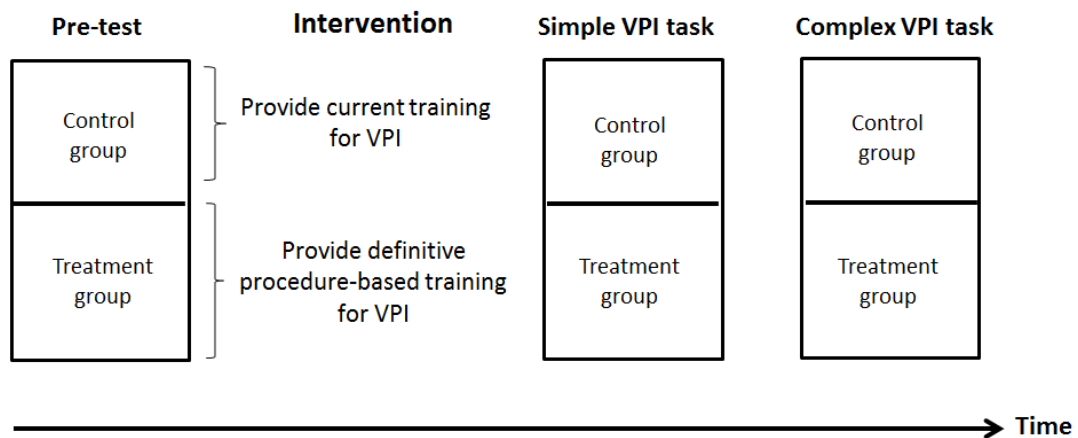 Pre-test
Intervention
Simple VPI task
Complex VPI task
Control
group
Provide current training
for VPI
Control
group
Control
group
Treatment
group
Provide definitive
procedure-based training
for VPI
Treatment
group
Treatment
group
Time